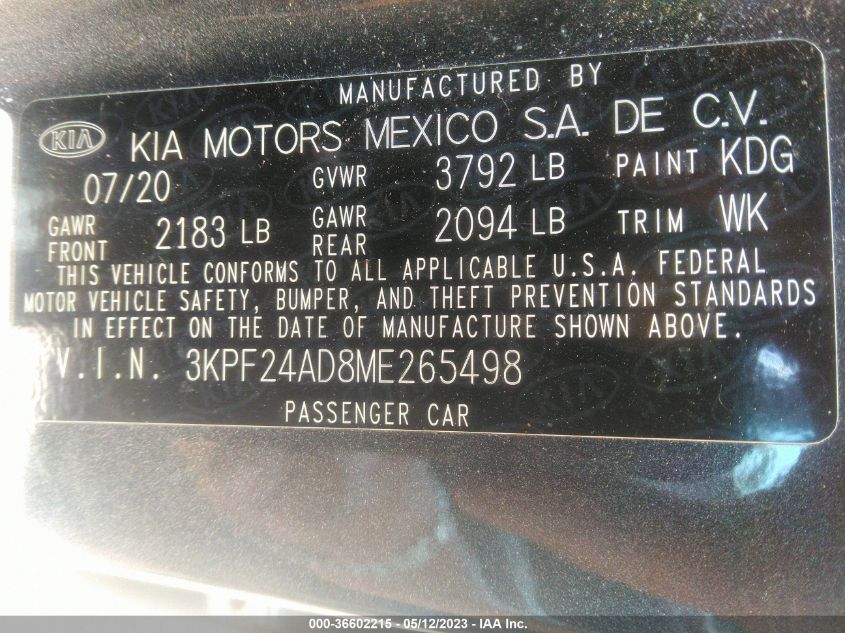 MANUFACTURED BY
KIA KIA MOTORS MEXICO S.A. DE C.V.
07/20 GVWR 3792 LB PAINT KDG
GAWR FRONT 2183 LB GAWR REAR 2094 LB TRIM WK
THIS VEHICLE CONFORMS TO ALL APPLICABLE U.S.A. FEDERAL
MOTOR VEHICLE SAFETY, BUMPER, AND THEFT PREVENTION STANDARDS
IN EFFECT ON THE DATE OF MANUFACTURE SHOWN ABOVE.
V.I.N. 3KPF24AD8ME265498
PASSENGER CAR
000-36602215 - 05/12/2023 - IAA Inc.